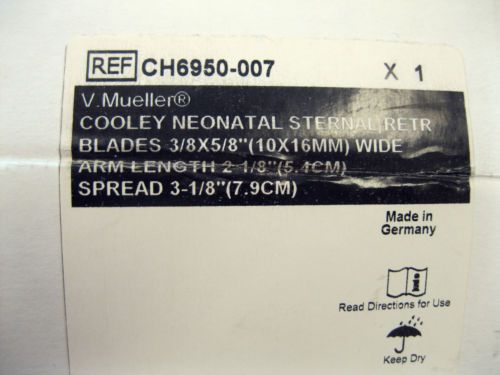 REF CH6950-007 X 1
V.Mueller®
COOLEY NEONATAL STERNAL RETR
BLADES 3/8X5/8"(10X16MM) WIDE
ARM LENGTH 2-1/8"(5.4CM)
SPREAD 3-1/8"(7.9CM)
Made in
Germany
Read Directions for Use
Keep Dry